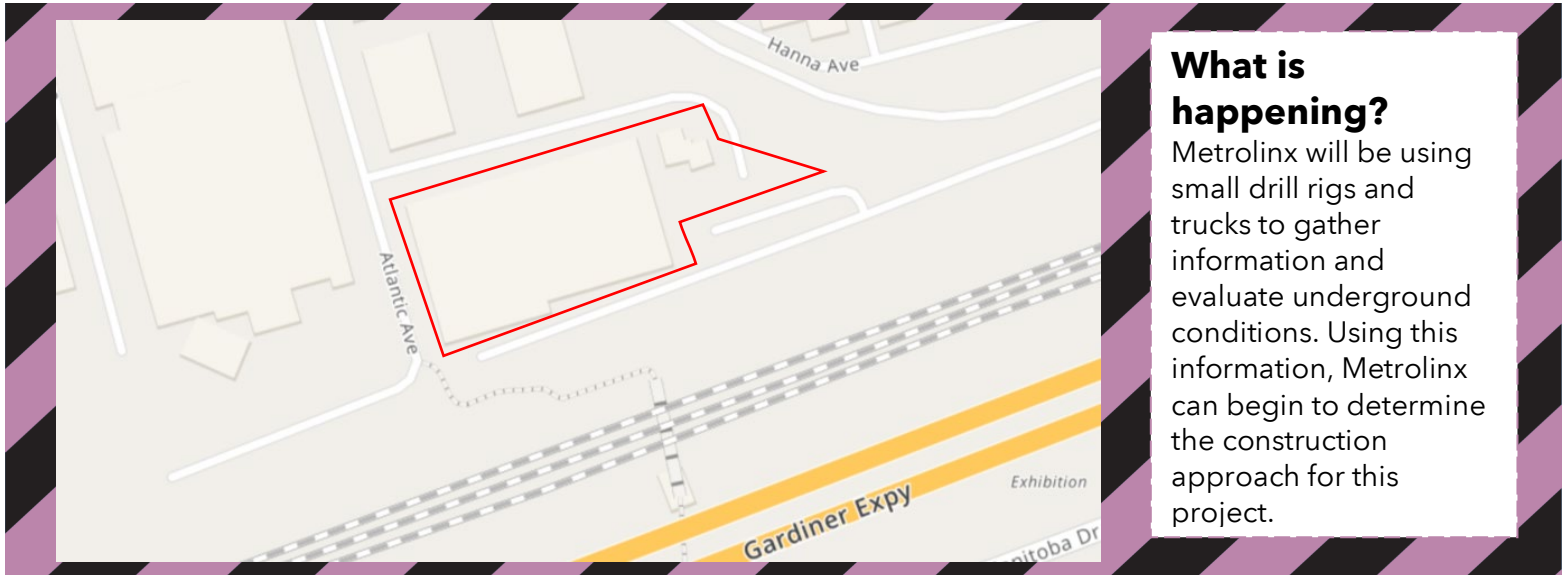 Hanna Ave
Atlantic Ave
Exhibition
Gardiner Expy
nitoba Dr
What is
happening?
Metrolinx will be using
small drill rigs and
trucks to gather
information and
evaluate underground
conditions. Using this
information, Metrolinx
can begin to determine
the construction
approach for this
project.